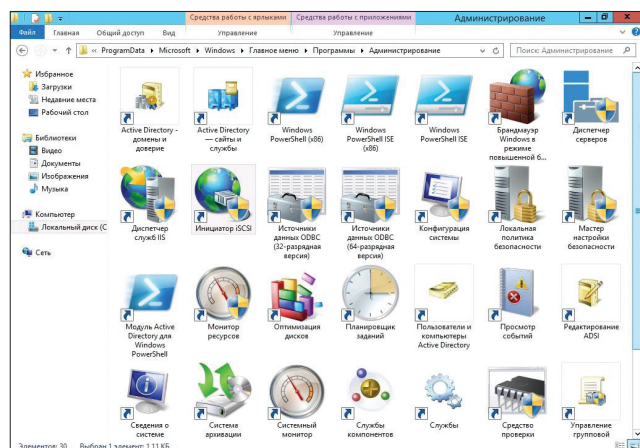 Средства работы с ярлыками
Средства работы с приложениями
Администрирование
Файл
Главная
Общий доступ
Вид
Управление
Управление
« ProgramData ▸ Microsoft ▸ Windows ▸ Главное меню ▸ Программы ▸ Администрирование
Поиск: Администрирование
Избранное
Загрузки
Недавние места
Рабочий стол
Библиотеки
Видео
Документы
Изображения
Музыка
Компьютер
Локальный диск (C
Сеть
Active Directory -
домены и
доверие
Active Directory
— сайты и
службы
Windows
PowerShell (x86)
Windows
PowerShell ISE
(x86)
Windows
PowerShell ISE
Брандмауэр
Windows в
режиме
повышенной б...
Диспетчер
серверов
Диспетчер
служб IIS
Инициатор iSCSI
Источники
данных ODBC
(32-разрядная
версия)
Источники
данных ODBC
(64-разрядная
версия)
Конфигурация
системы
Локальная
политика
безопасности
Мастер
настройки
безопасности
Модуль Active
Directory для
Windows
PowerShell
Монитор
ресурсов
Оптимизация
дисков
Планировщик
заданий
Пользователи и
компьютеры
Active Directory
Просмотр
событий
Редактирование
ADSI
Сведения о
системе
Система
архивации
Системный
монитор
Службы
компонентов
Службы
Средство
проверки
Управление
групповой
Элементов: 30
Выбран 1 элемент: 1,11 КБ